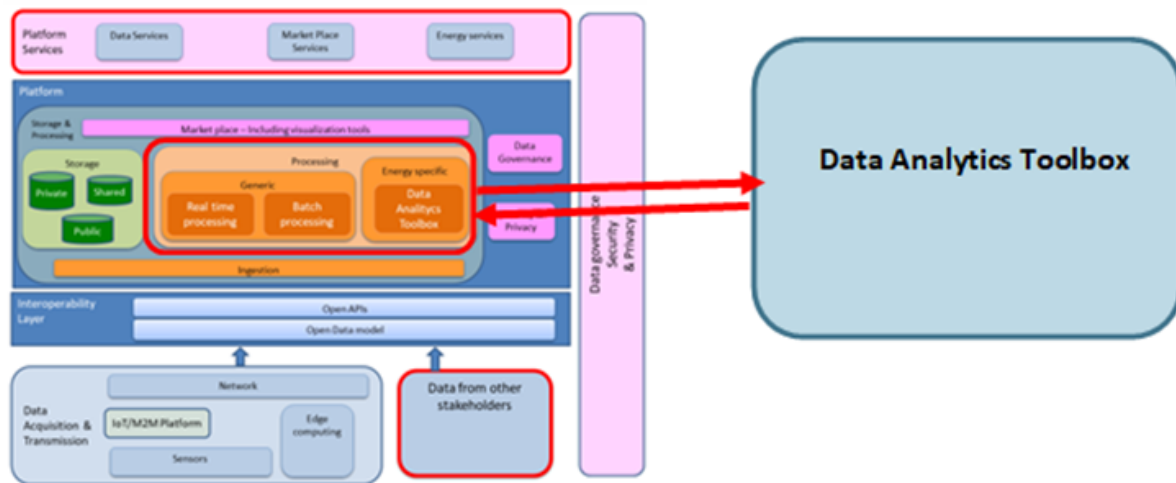 Platform
Services
Data Services
Market Place
Services
Energy services
Platform
Storage &
Processing
Market place – Including visualization tools
Storage
Private
Shared
Public
Processing
Generic
Real time
processing
Batch
processing
Energy specific
Data
Analitycs
Toolbox
Data
Governance
Privacy
Ingestion
Interoperability
Layer
Open APIs
Open Data model
Data
Acquisition &
Transmission
Network
IoT/M2M Platform
Edge
computing
Sensors
Data from other
stakeholders
Data governance
Security
& Privacy
Data Analytics Toolbox